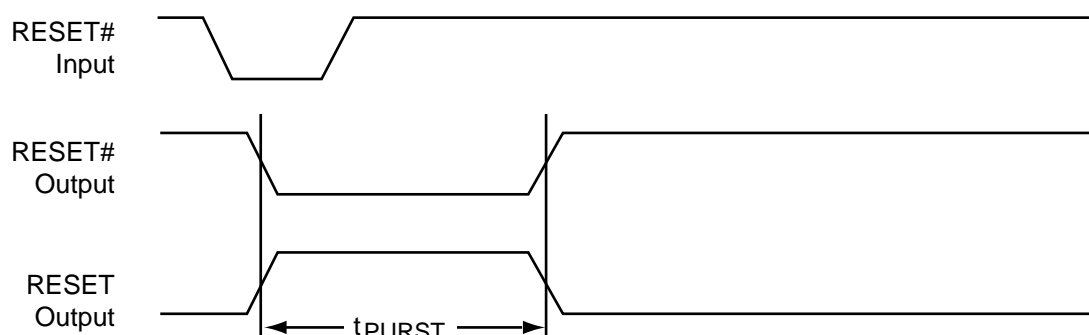 RESET#
Input
RESET#
Output
RESET
Output
tPURST